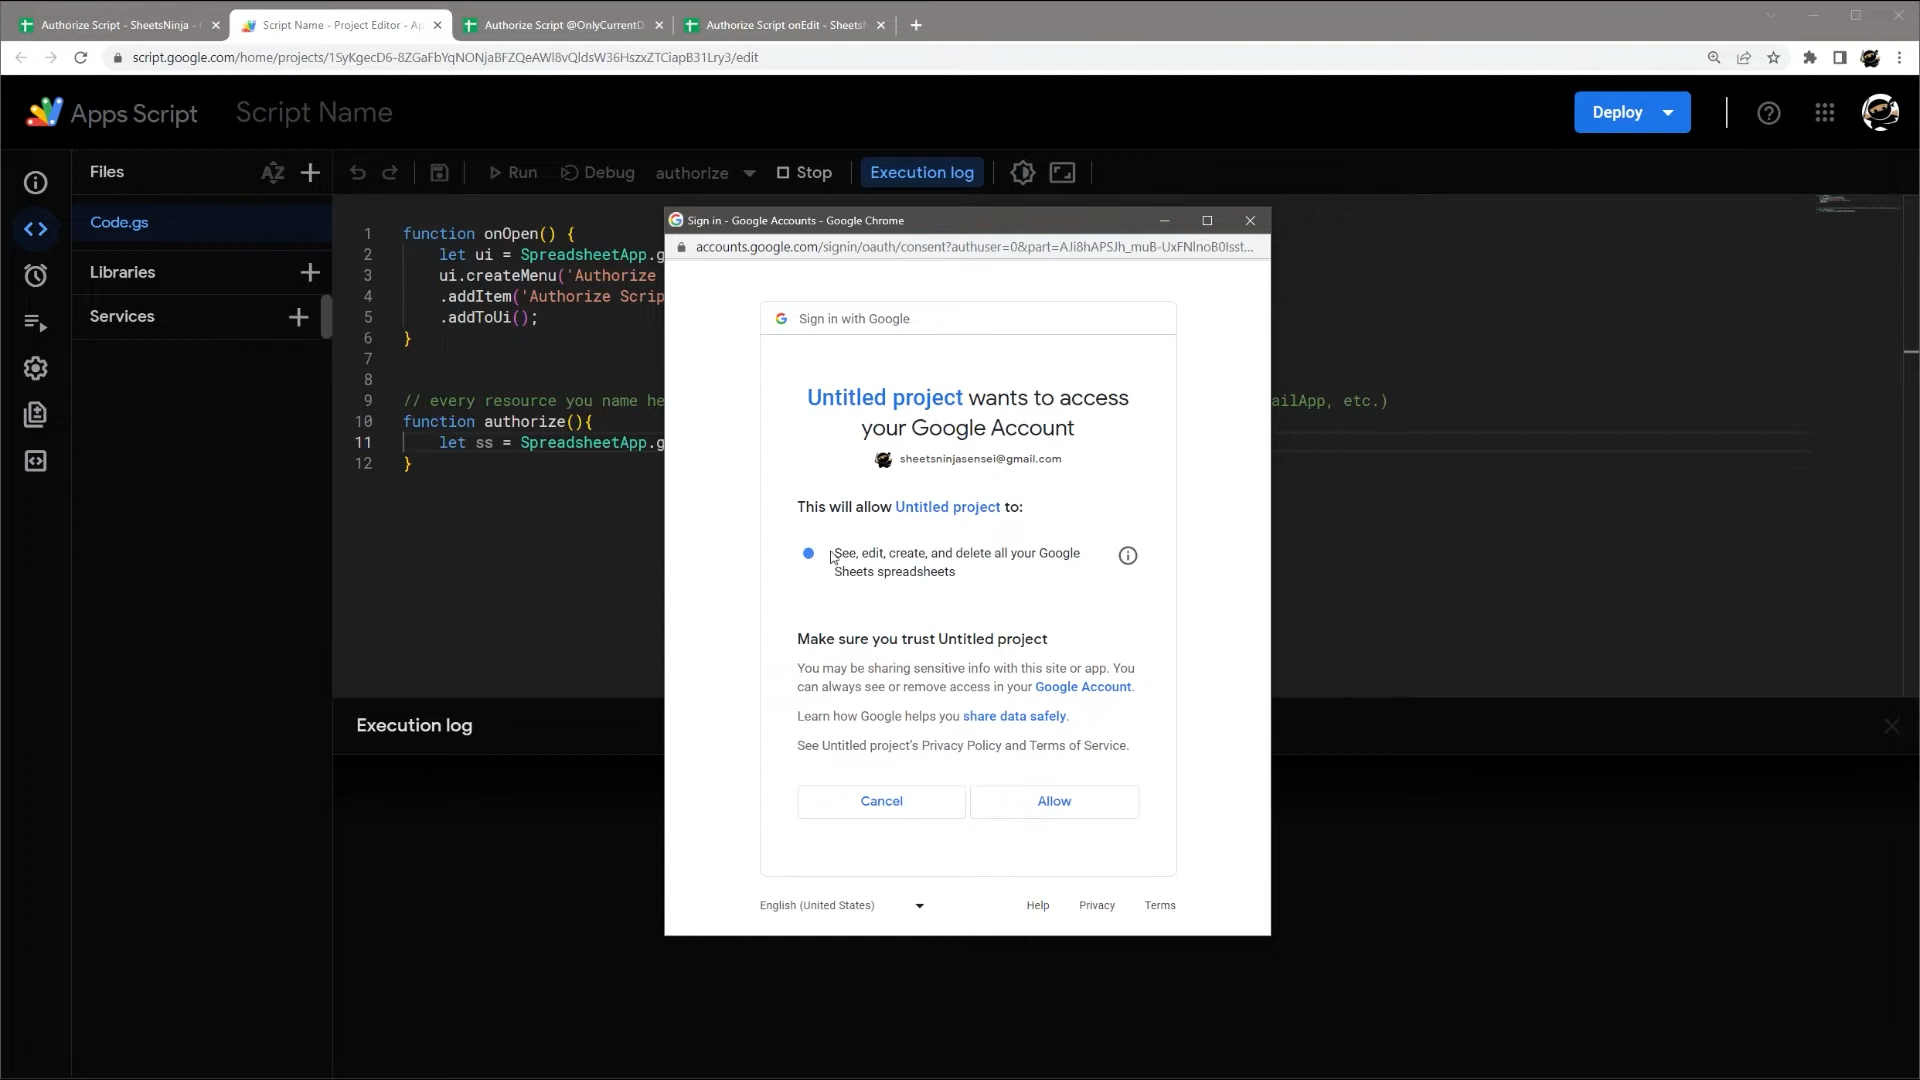 Authorize Script - SheetsNinja -
Script Name - Project Editor - Ap
Authorize Script @OnlyCurrentD
Authorize Script onEdit - Sheets
script.google.com/home/projects/1SyKgecD6-8ZGaFbYqNONjaBFZQeAWl8vQldsW36HszxZTCiapB31Lry3/edit
Apps Script
Script Name
Deploy
Files
Run
Debug
authorize
Stop
Execution log
Code.gs
Libraries
Services
1 function onOpen() {
2 let ui = SpreadsheetApp.g
3 ui.createMenu('Authorize
4 .addItem('Authorize Scrip
5 .addToUi();
6 }
7
8
9 // every resource you name he ailApp, etc.)
10 function authorize(){
11 let ss = SpreadsheetApp.g
12 }
Execution log
Sign in - Google Accounts - Google Chrome
accounts.google.com/signin/oauth/consent?authuser=0&part=AJi8hAPSJh_muB-UxFNlnoB0Isst...
Sign in with Google
Untitled project wants to access
your Google Account
sheetsninjasensei@gmail.com
This will allow Untitled project to:
See, edit, create, and delete all your Google
Sheets spreadsheets
Make sure you trust Untitled project
You may be sharing sensitive info with this site or app. You
can always see or remove access in your Google Account.
Learn how Google helps you share data safely.
See Untitled project's Privacy Policy and Terms of Service.
Cancel
Allow
English (United States)
Help
Privacy
Terms